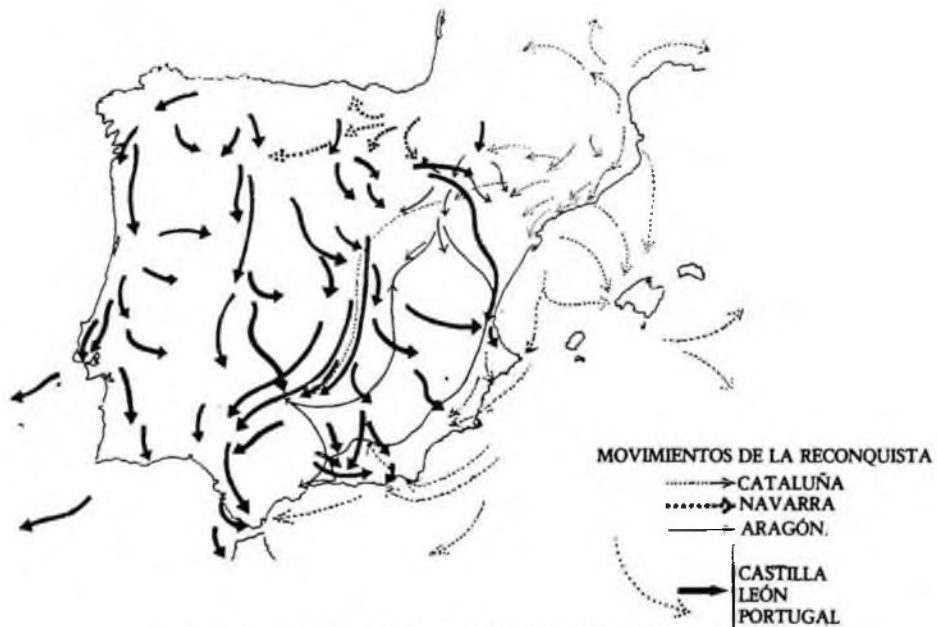 MOVIMIENTOS DE LA RECONQUISTA
CATALUÑA
NAVARRA
ARAGÓN.
CASTILLA
LEÓN
PORTUGAL